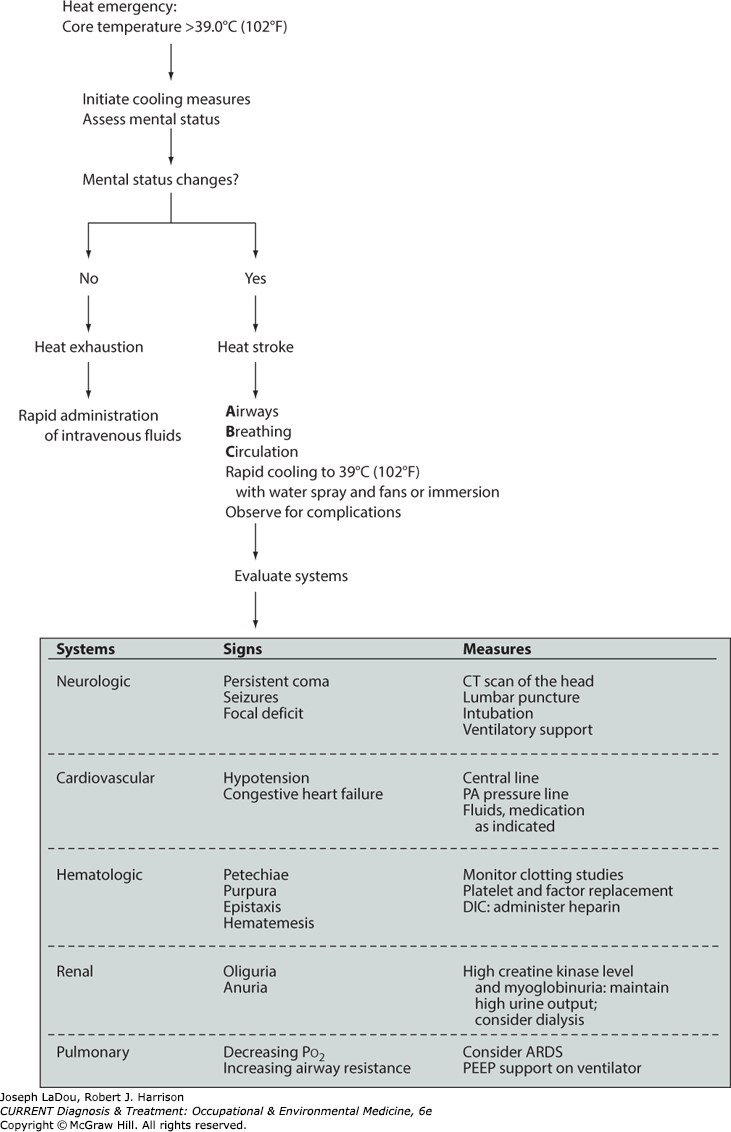 Heat emergency:
Core temperature >39.0°C (102°F)
Initiate cooling measures
Assess mental status
Mental status changes?
No
Yes
Heat exhaustion
Heat stroke
Rapid administration
of intravenous fluids
Airways
Breathing
Circulation
Rapid cooling to 39°C (102°F)
with water spray and fans or immersion
Observe for complications
Evaluate systems
Systems Signs Measures
Neurologic Persistent coma CT scan of the head
Seizures Lumbar puncture
Focal deficit Intubation
Ventilatory support
Cardiovascular Hypotension Central line
Congestive heart failure PA pressure line
Fluids, medication
as indicated
Hematologic Petechiae Monitor clotting studies
Purpura Platelet and factor replacement
Epistaxis DIC: administer heparin
Hematemesis
Renal Oliguria High creatine kinase level
Anuria and myoglobinuria: maintain
high urine output;
consider dialysis
Pulmonary Decreasing PO₂ Consider ARDS
Increasing airway resistance PEEP support on ventilator
Joseph LaDou, Robert J. Harrison
CURRENT Diagnosis & Treatment: Occupational & Environmental Medicine, 6e
Copyright © McGraw Hill. All rights reserved.